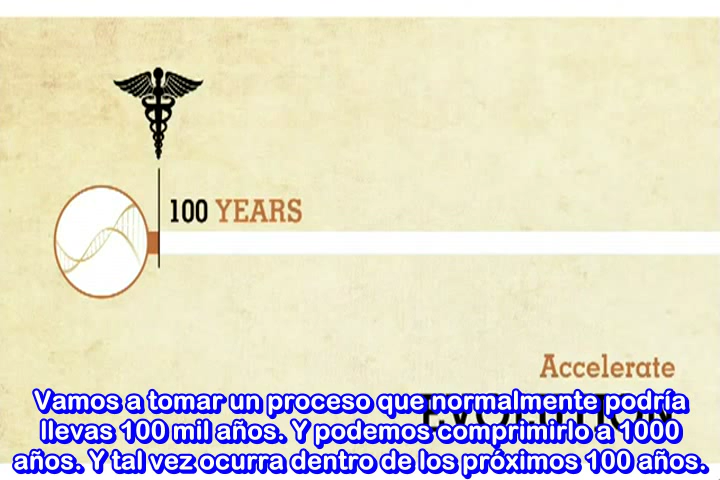 100 YEARS
Accelerate
EVOLUTION
Vamos a tomar un proceso que normalmente podría
llevas 100 mil años. Y podemos comprimirlo a 1000
años. Y tal vez ocurra dentro de los próximos 100 años.